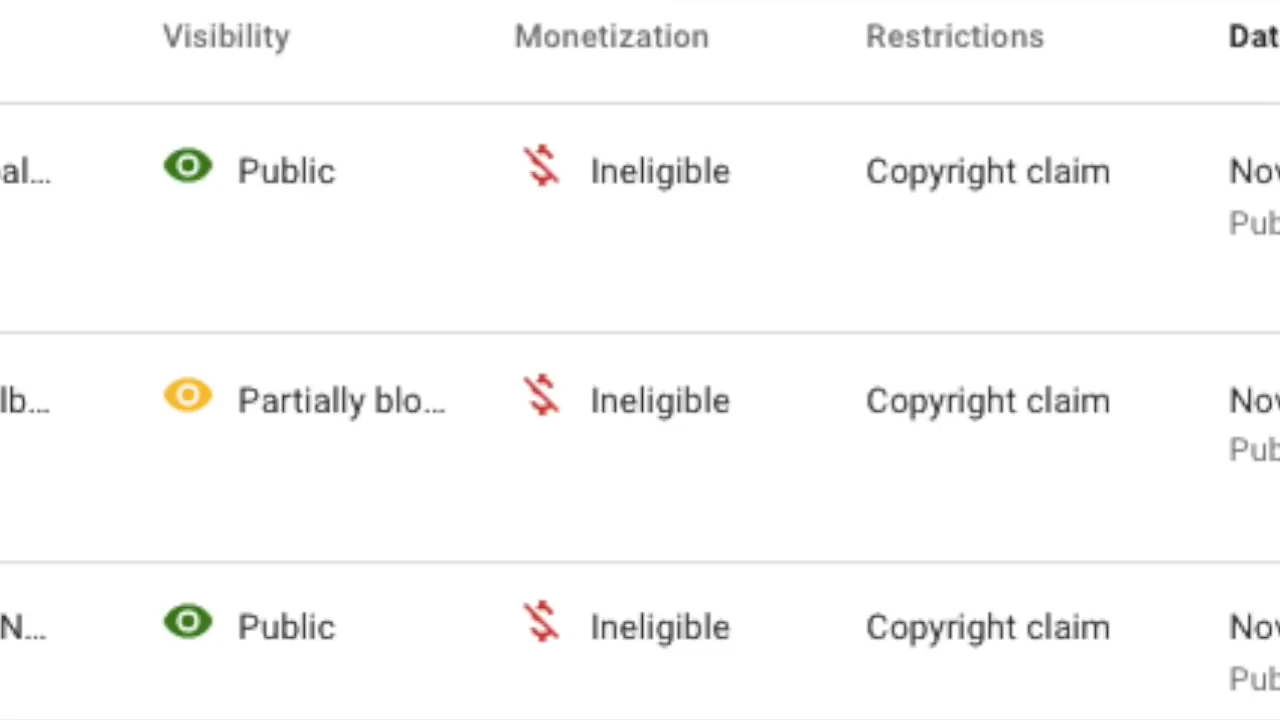 Visibility Monetization Restrictions Dat
al... Public Ineligible Copyright claim Nov
Pub
lb... Partially blo... Ineligible Copyright claim Nov
Pub
N... Public Ineligible Copyright claim Nov
Pub